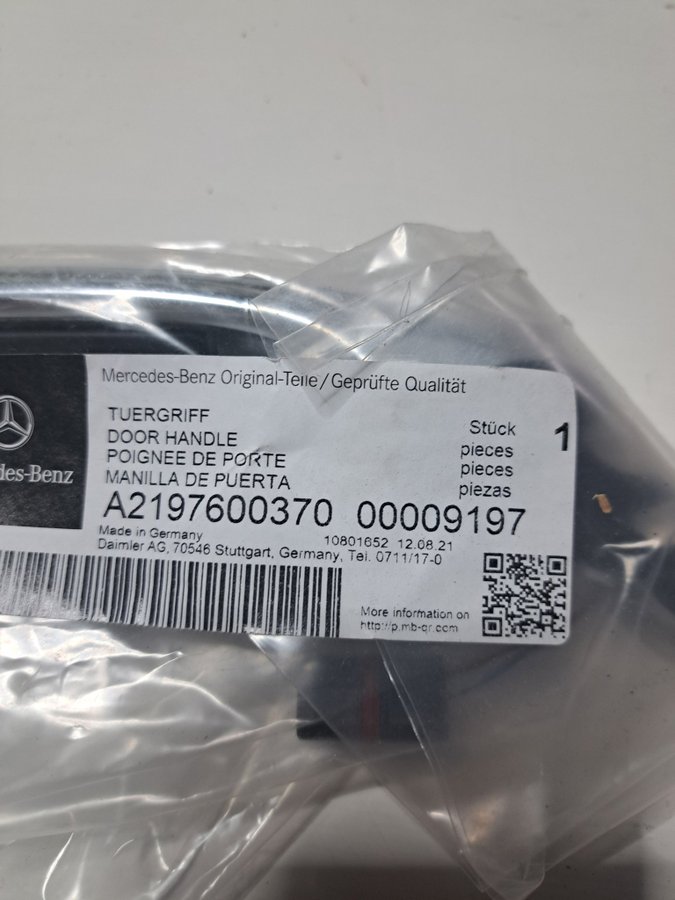 Mercedes-Benz Original-Teile/Geprüfte Qualität
des-Benz
TUERGRIFF
DOOR HANDLE
POIGNEE DE PORTE
MANILLA DE PUERTA
Stück
pieces
pieces
piezas
1
A2197600370 00009197
Made in Germany 10801652 12.08.21
Daimler AG, 70546 Stuttgart, Germany, Tel. 0711/17-0
More information on
http://p.mb-qr.com